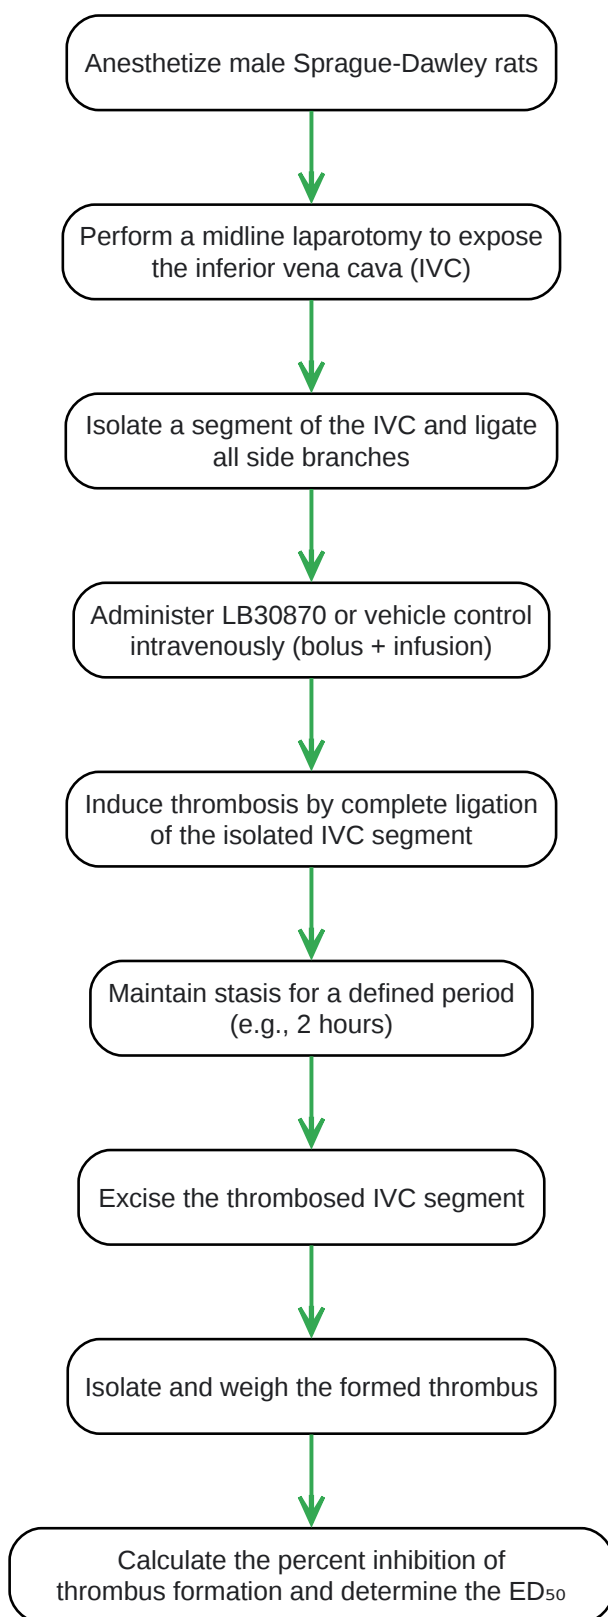 Anesthetize male Sprague-Dawley rats
Perform a midline laparotomy to expose
the inferior vena cava (IVC)
Isolate a segment of the IVC and ligate
all side branches
Administer LB30870 or vehicle control
intravenously (bolus + infusion)
Induce thrombosis by complete ligation
of the isolated IVC segment
Maintain stasis for a defined period
(e.g., 2 hours)
Excise the thrombosed IVC segment
Isolate and weigh the formed thrombus
Calculate the percent inhibition of
thrombus formation and determine the ED₅₀